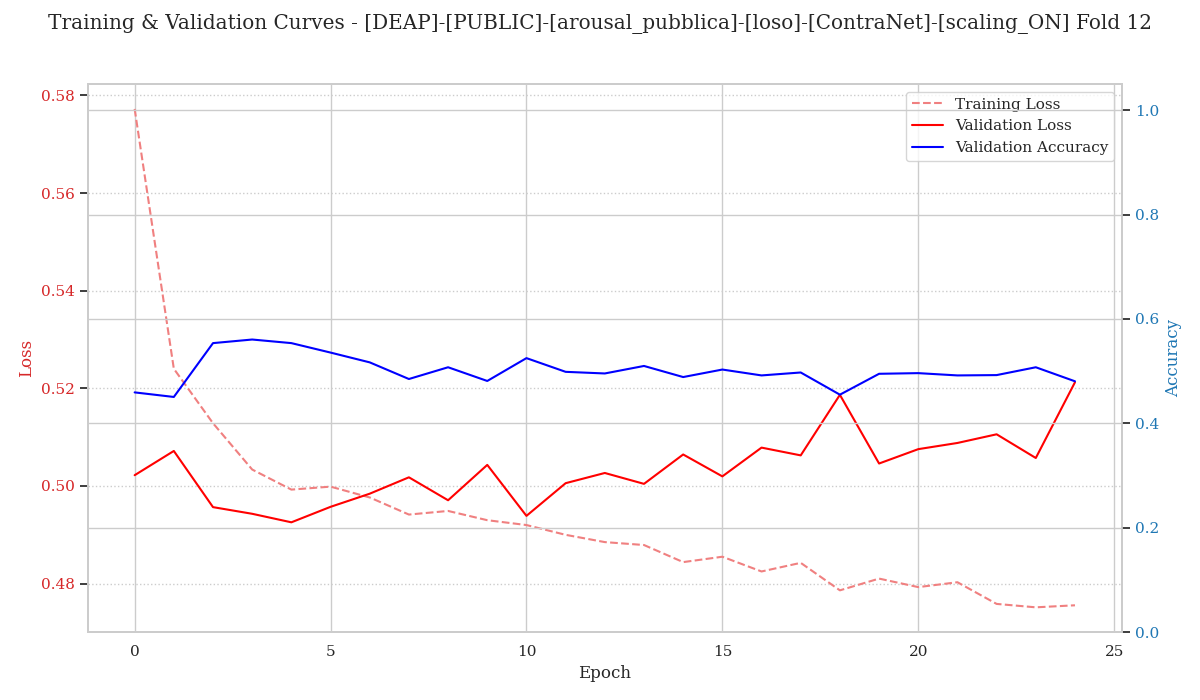 Training & Validation Curves - [DEAP]-[PUBLIC]-[arousal_pubblica]-[loso]-[ContraNet]-[scaling_ON] Fold 12
Training Loss
Validation Loss
Validation Accuracy
0.58
0.56
0.54
0.52
0.50
0.48
Loss
1.0
0.8
0.6
0.4
0.2
0.0
Accuracy
0
5
10
15
20
25
Epoch